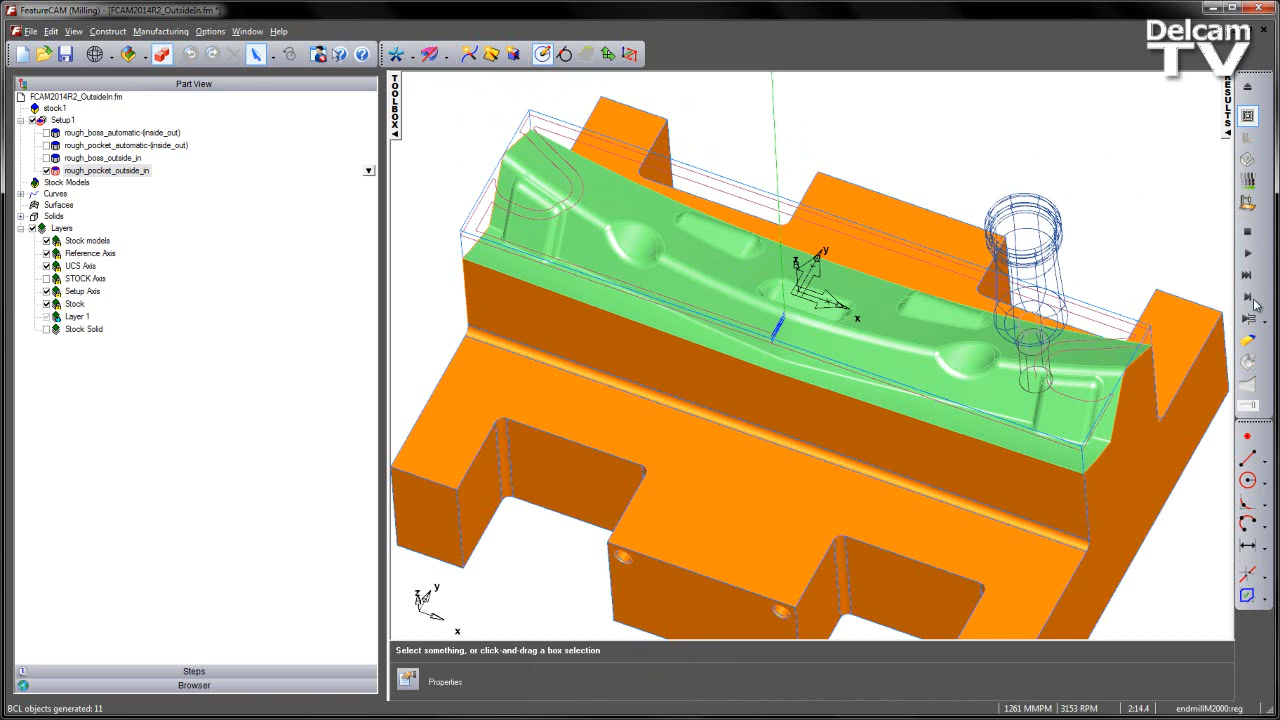 FeatureCAM (Milling) - [FCAM2014R2_OutsideIn.fm *]
File Edit View Construct Manufacturing Options Window Help
Delcam
TV
Part View
FCAM2014R2_OutsideIn.fm
stock1
Setup1
rough_boss_automatic-(inside_out)
rough_pocket_automatic-(inside_out)
rough_boss_outside_in
rough_pocket_outside_in
Stock Models
Curves
Surfaces
Solids
Layers
Stock models
Reference Axis
UCS Axis
STOCK Axis
Setup Axis
Stock
Layer 1
Stock Solid
Steps
Browser
TOOLBOX
RESULTS
z
y
x
z
y
x
Select something, or click-and-drag a box selection
Properties
BCL objects generated: 11
1261 MMPM
3153 RPM
2:14.4
endmillM2000:reg